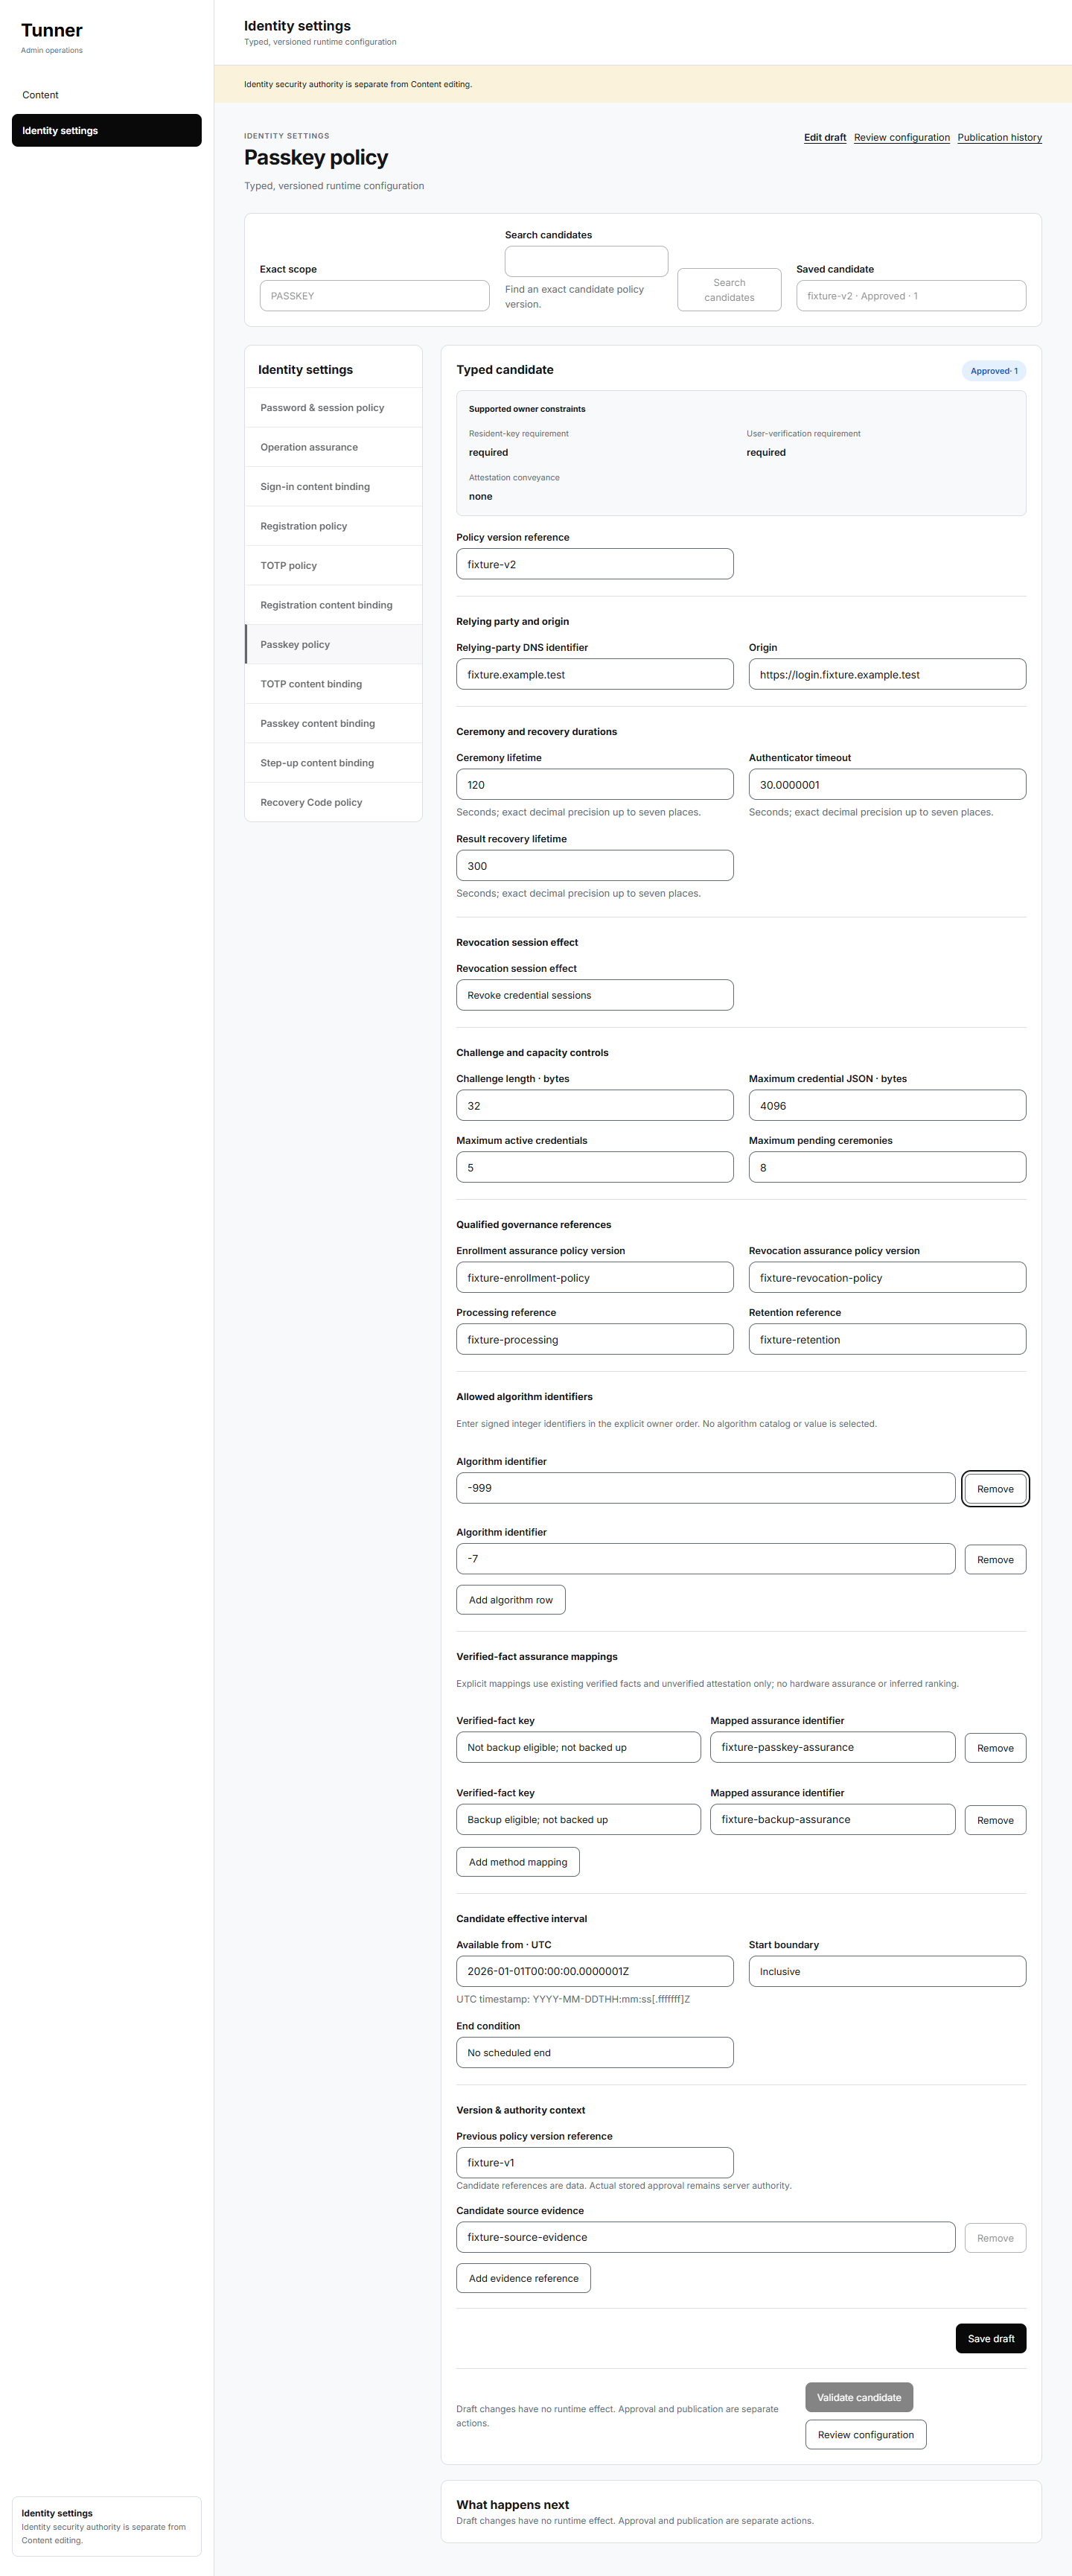 Tunner
Admin operations
Content
Identity settings
Identity settings
Typed, versioned runtime configuration
Identity security authority is separate from Content editing.
IDENTITY SETTINGS
Passkey policy
Typed, versioned runtime configuration
Edit draft
Review configuration
Publication history
Exact scope
PASSKEY
Search candidates
Find an exact candidate policy
version.
Search
candidates
Saved candidate
fixture-v2 · Approved · 1
Identity settings
Password & session policy
Operation assurance
Sign-in content binding
Registration policy
TOTP policy
Registration content binding
Passkey policy
TOTP content binding
Passkey content binding
Step-up content binding
Recovery Code policy
Typed candidate
Approved· 1
Supported owner constraints
Resident-key requirement
required
User-verification requirement
required
Attestation conveyance
none
Policy version reference
fixture-v2
Relying party and origin
Relying-party DNS identifier
fixture.example.test
Origin
https://login.fixture.example.test
Ceremony and recovery durations
Ceremony lifetime
120
Seconds; exact decimal precision up to seven places.
Authenticator timeout
30.0000001
Seconds; exact decimal precision up to seven places.
Result recovery lifetime
300
Seconds; exact decimal precision up to seven places.
Revocation session effect
Revocation session effect
Revoke credential sessions
Challenge and capacity controls
Challenge length · bytes
32
Maximum credential JSON · bytes
4096
Maximum active credentials
5
Maximum pending ceremonies
8
Qualified governance references
Enrollment assurance policy version
fixture-enrollment-policy
Revocation assurance policy version
fixture-revocation-policy
Processing reference
fixture-processing
Retention reference
fixture-retention
Allowed algorithm identifiers
Enter signed integer identifiers in the explicit owner order. No algorithm catalog or value is selected.
Algorithm identifier
-999
Remove
Algorithm identifier
-7
Remove
Add algorithm row
Verified-fact assurance mappings
Explicit mappings use existing verified facts and unverified attestation only; no hardware assurance or inferred ranking.
Verified-fact key
Not backup eligible; not backed up
Mapped assurance identifier
fixture-passkey-assurance
Remove
Verified-fact key
Backup eligible; not backed up
Mapped assurance identifier
fixture-backup-assurance
Remove
Add method mapping
Candidate effective interval
Available from · UTC
2026-01-01T00:00:00.0000001Z
UTC timestamp: YYYY-MM-DDTHH:mm:ss[.fffffff]Z
Start boundary
Inclusive
End condition
No scheduled end
Version & authority context
Previous policy version reference
fixture-v1
Candidate references are data. Actual stored approval remains server authority.
Candidate source evidence
fixture-source-evidence
Remove
Add evidence reference
Save draft
Draft changes have no runtime effect. Approval and publication are separate
actions.
Validate candidate
Review configuration
What happens next
Draft changes have no runtime effect. Approval and publication are separate actions.
Identity settings
Identity security authority is separate from
Content editing.